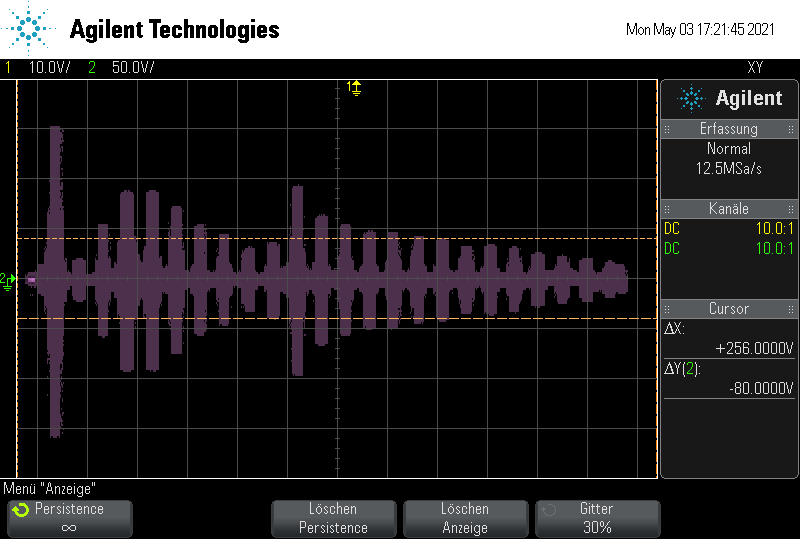 Agilent Technologies
Mon May 03 17:21:45 2021
1 10.0V/ 2 50.0V/ XY
1
2
Agilent
Erfassung
Normal
12.5MSa/s
Kanäle
DC 10.0:1
DC 10.0:1
Cursor
ΔX:
+256.0000V
ΔY(2):
-80.0000V
Menü "Anzeige"
Persistence
∞
Löschen
Persistence
Löschen
Anzeige
Gitter
30%